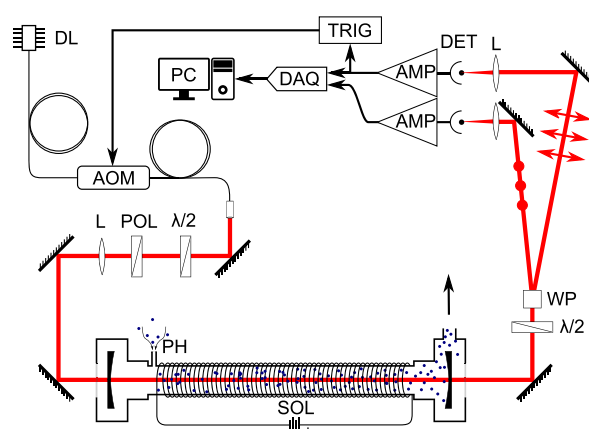 DL
TRIG
DET
L
PC
DAQ
AMP
AMP
L
AOM
L
POL
λ/2
WP
λ/2
PH
SOL